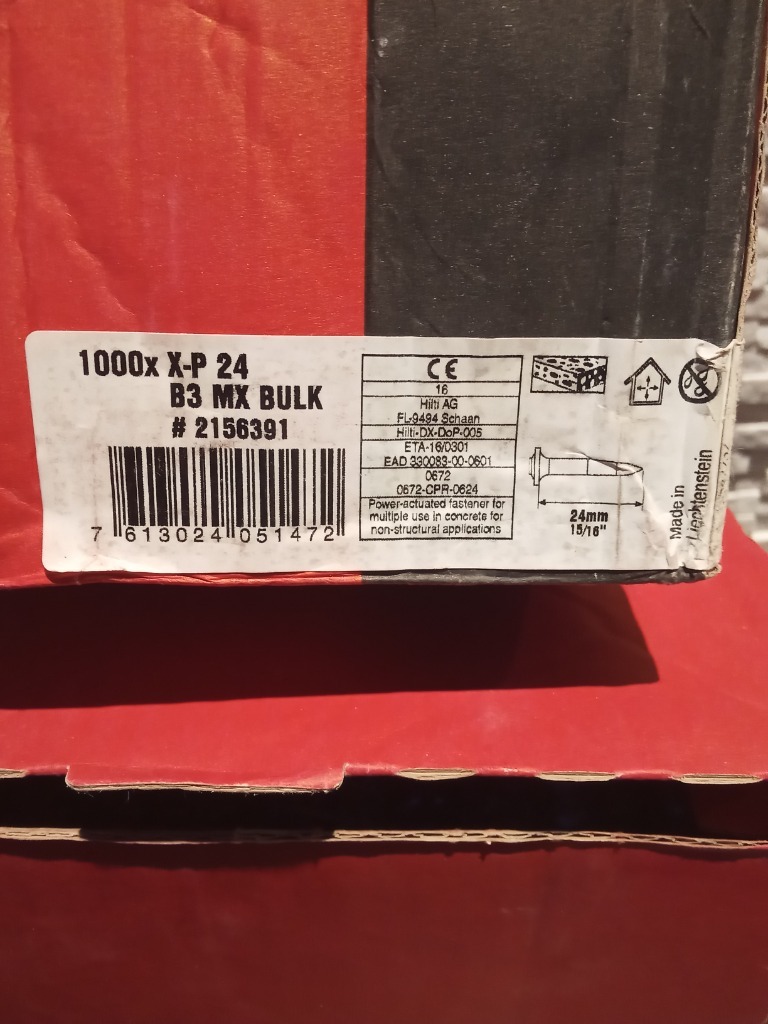 1000x X-P 24
B3 MX BULK
# 2156391
7 613024 051472
CE
16
Hilti AG
FL-9494 Schaan
Hilti-DX-DoP-005
ETA-16/0301
EAD 330083-00-0601
0672
0672-CPR-0624
Power-actuated fastener for
multiple use in concrete for
non-structural applications
24mm
15/16"
Made in
Liechtenstein